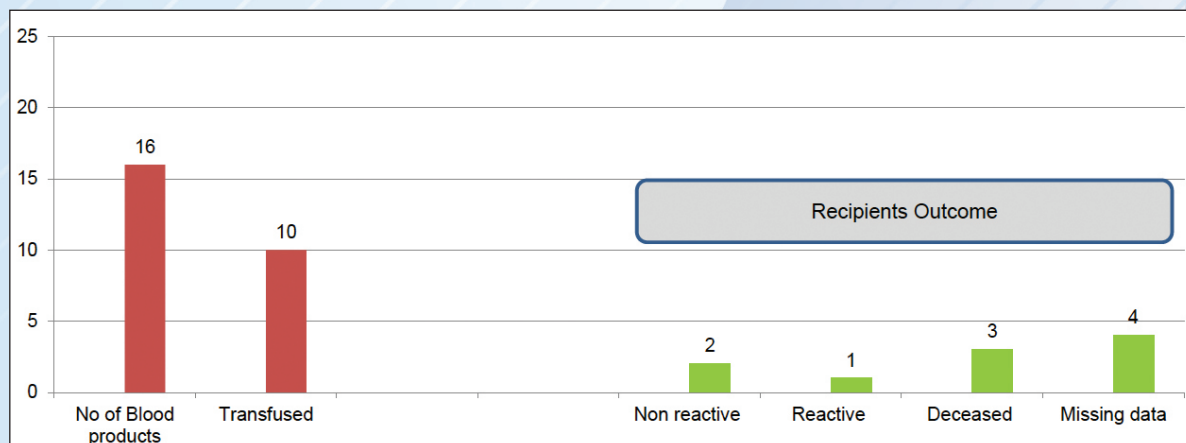 25
20
15
10
5
0
16
10
Recipients Outcome
2
1
3
4
No of Blood
products
Transfused
Non reactive
Reactive
Deceased
Missing data